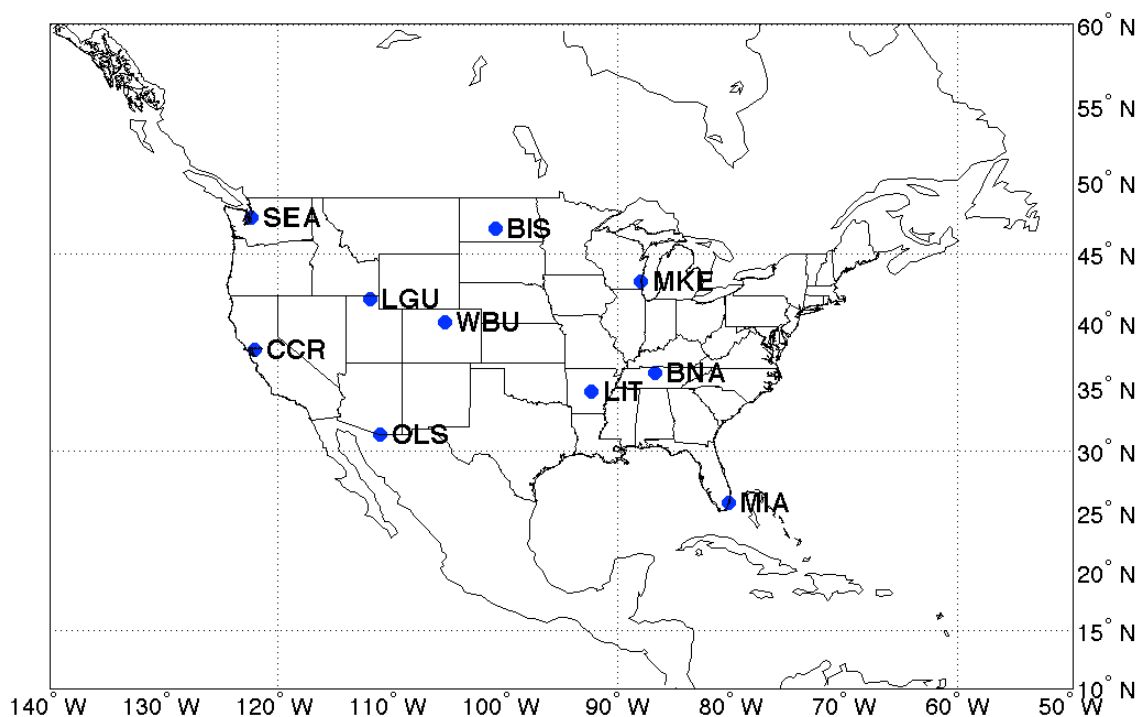 60° N
55° N
50° N
SEA
BIS
45° N
MKE
LGU
WBU
40° N
CCR
BNA
LIT
35° N
OLS
30° N
MIA
25° N
20° N
15° N
10° N
140° W 130° W 120° W 110° W 100° W 90° W 80° W 70° W 60° W 50° W